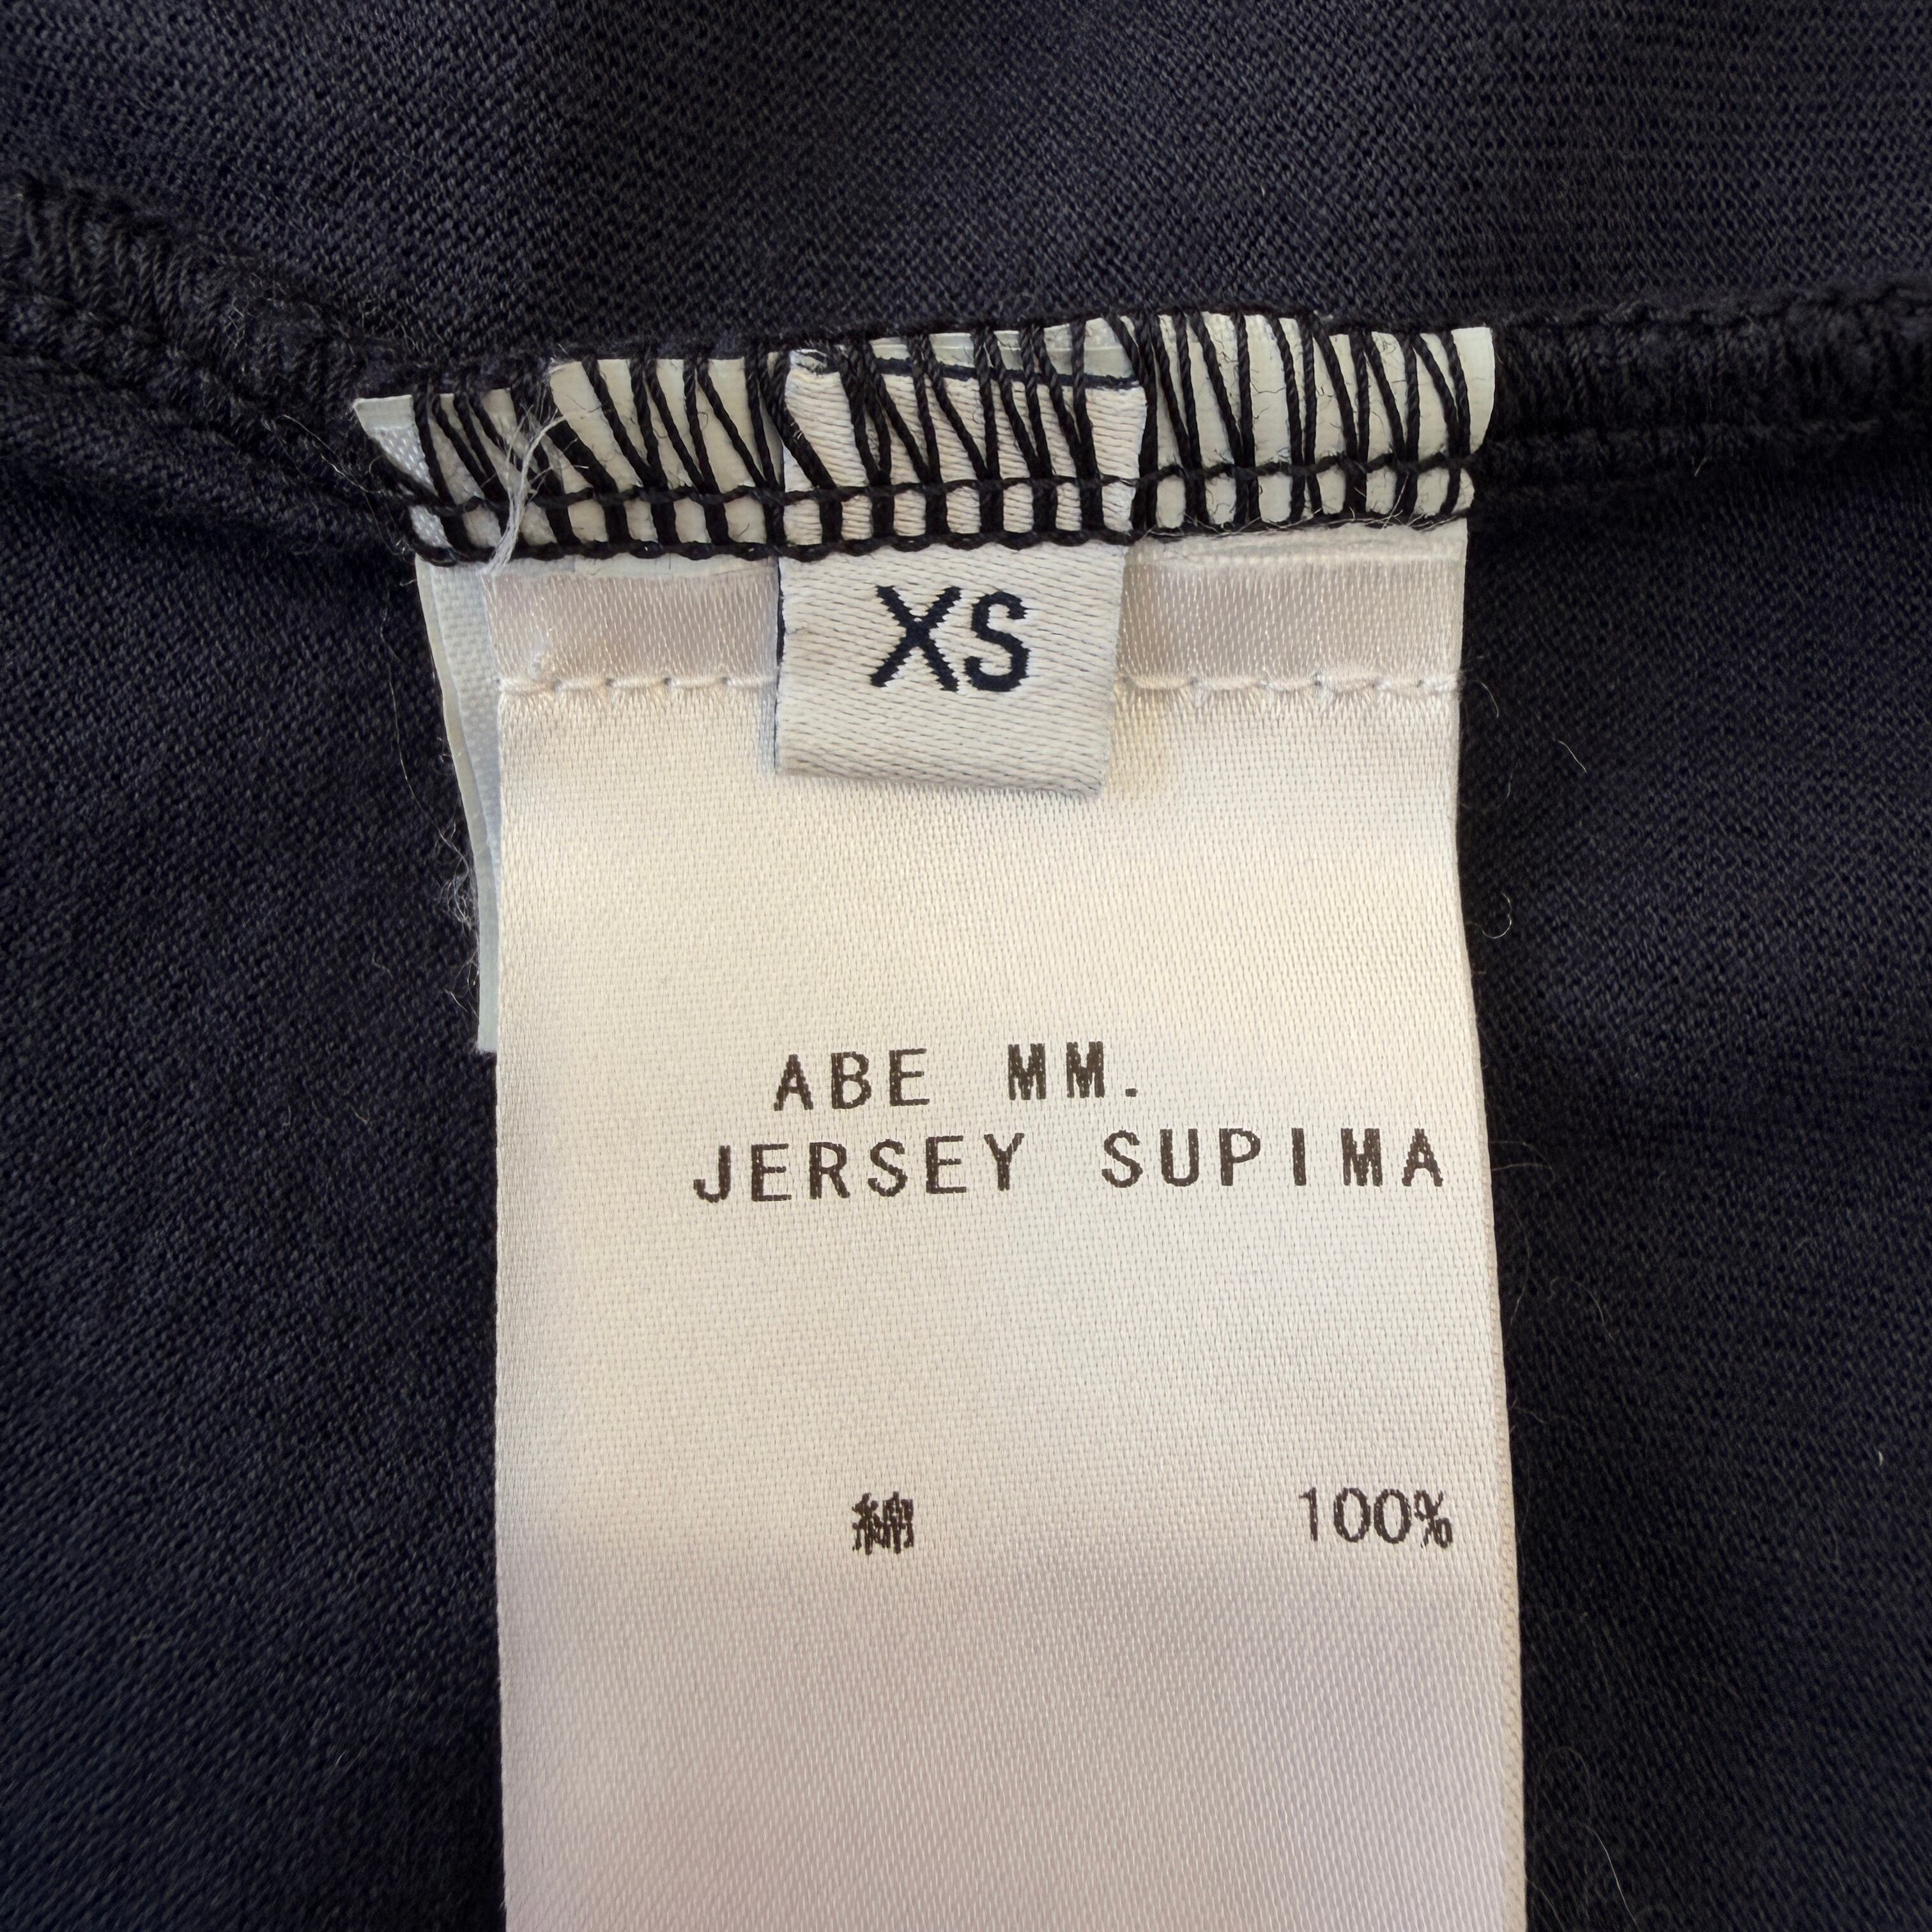 XS
ABE MM.
JERSEY SUPIMA
綿 100%